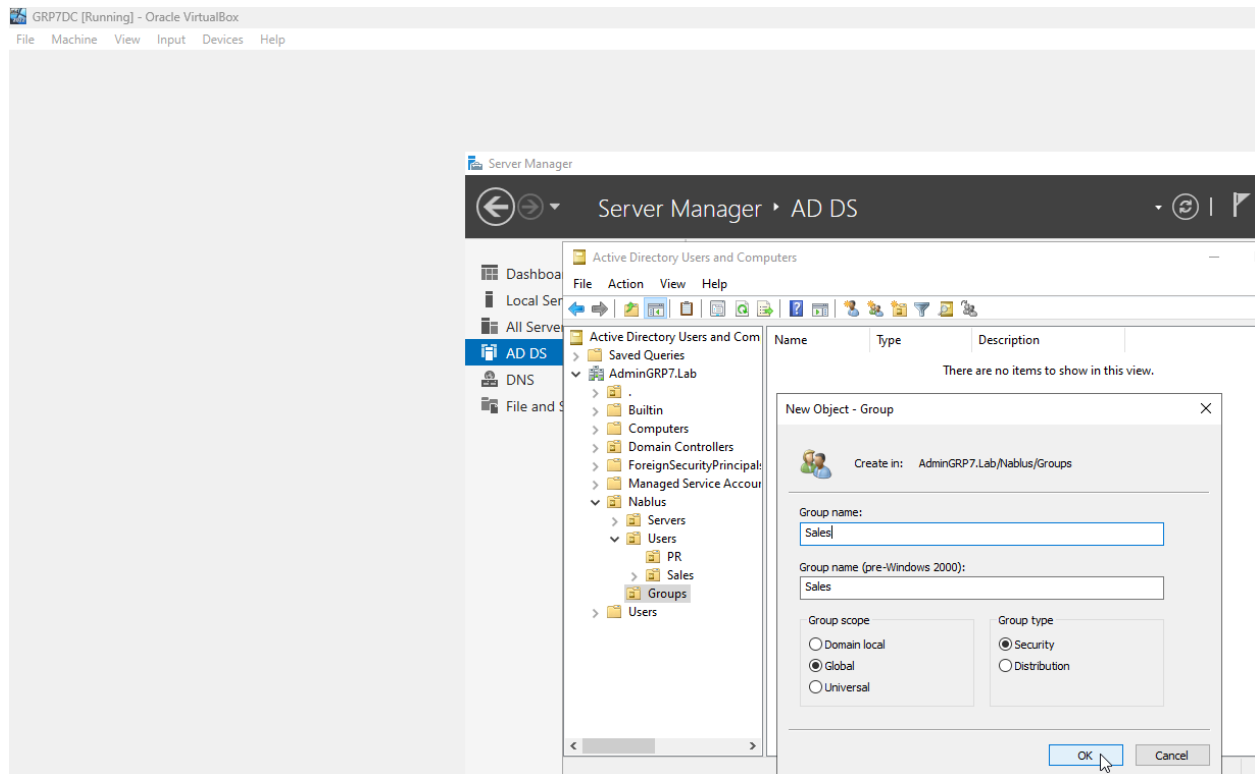 GRP7DC [Running] - Oracle VirtualBox
File Machine View Input Devices Help
Server Manager
Server Manager AD DS
Dashboa
Local Ser
All Server
AD DS
DNS
File and S
Active Directory Users and Computers
File Action View Help
Active Directory Users and Com
Saved Queries
AdminGRP7.Lab
.
Builtin
Computers
Domain Controllers
ForeignSecurityPrincipals
Managed Service Accour
Nablus
Servers
Users
PR
Sales
Groups
Users
Name Type Description
There are no items to show in this view.
New Object - Group
Create in: AdminGRP7.Lab/Nablus/Groups
Group name:
Sales
Group name (pre-Windows 2000):
Sales
Group scope
Domain local
Global
Universal
Group type
Security
Distribution
OK Cancel